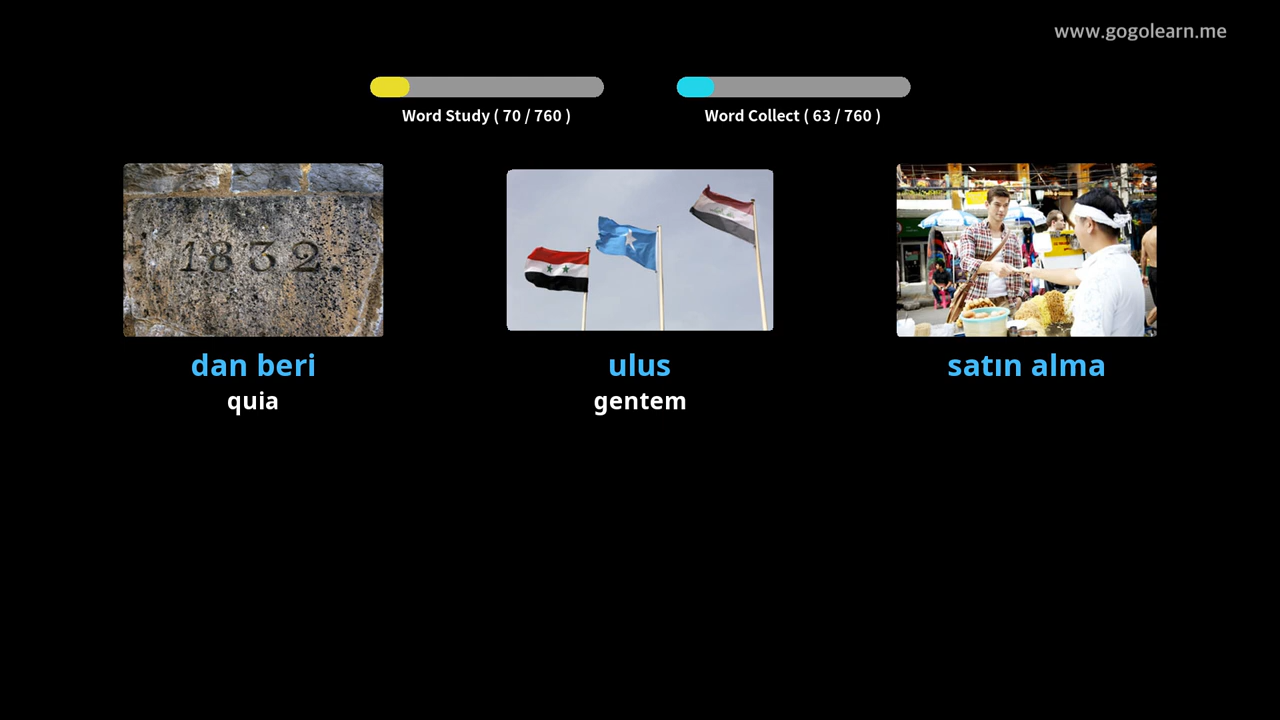 www.gogolearn.me
Word Study ( 70 / 760 )
Word Collect ( 63 / 760 )
1832.
dan beri
quia
ulus
gentem
satın alma